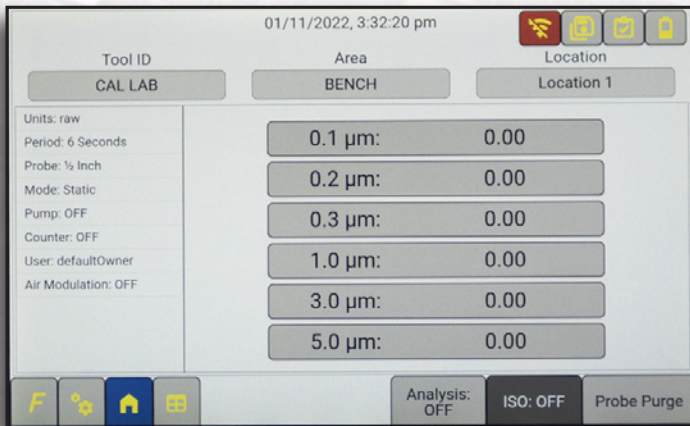 01/11/2022, 3:32:20 pm
Tool ID Area Location
CAL LAB BENCH Location 1
Units: raw
Period: 6 Seconds
Probe: ½ Inch
Mode: Static
Pump: OFF
Counter: OFF
User: defaultOwner
Air Modulation: OFF
0.1 µm: 0.00
0.2 µm: 0.00
0.3 µm: 0.00
1.0 µm: 0.00
3.0 µm: 0.00
5.0 µm: 0.00
F
Analysis:
OFF
ISO: OFF
Probe Purge